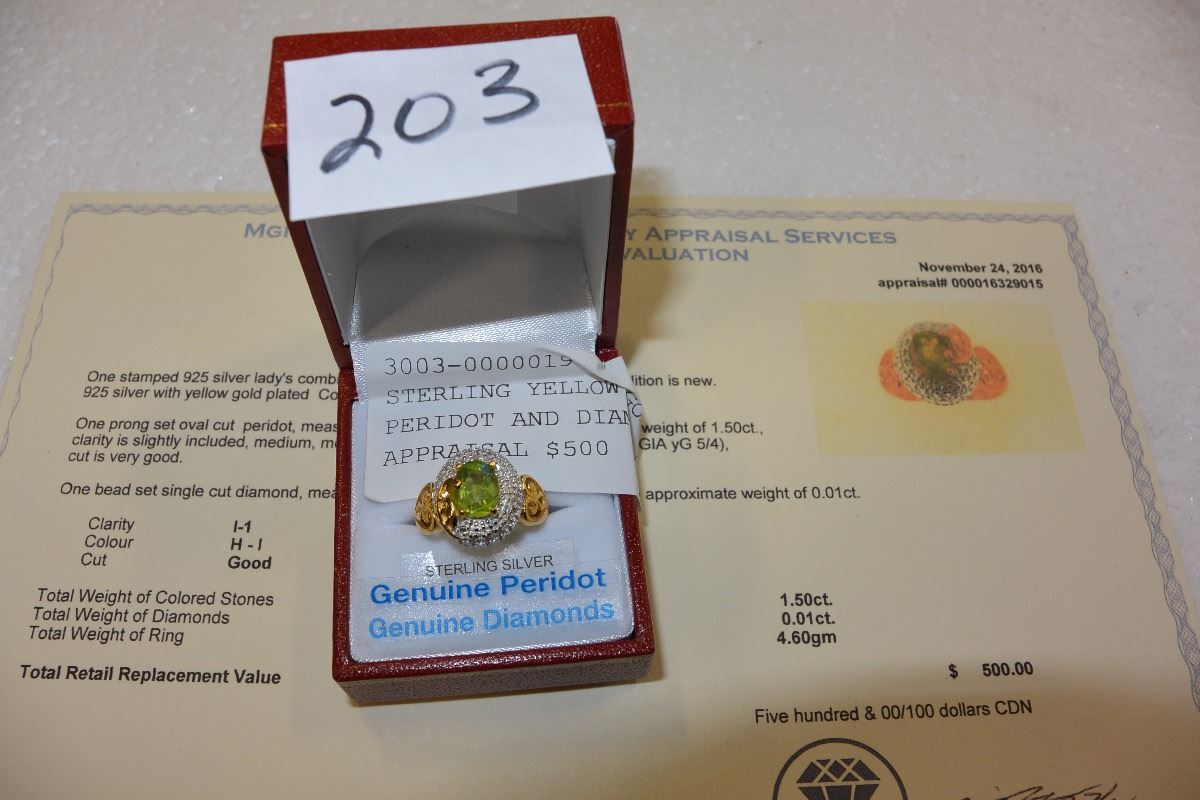 203
Y APPRAISAL SERVICES
VALUATION
November 24, 2016
appraisal# 000016329015
One stamped 925 silver lady's
dition is new.
925 silver with yellow gold plated
One prong set oval cut peridot,
weight of 1.50ct.,
clarity is slightly included, medium,
GIA yG 5/4),
cut is very good.
One bead set single cut diamond,
approximate weight of 0.01ct.
Clarity I-1
Colour H - I
Cut Good
Total Weight of Colored Stones 1.50ct.
Total Weight of Diamonds 0.01ct.
Total Weight of Ring 4.60gm
Total Retail Replacement Value $ 500.00
Five hundred & 00/100 dollars CDN
3003-0000019
STERLING YELLOW
PERIDOT AND DIAM
APPRAISAL $500
STERLING SILVER
Genuine Peridot
Genuine Diamonds